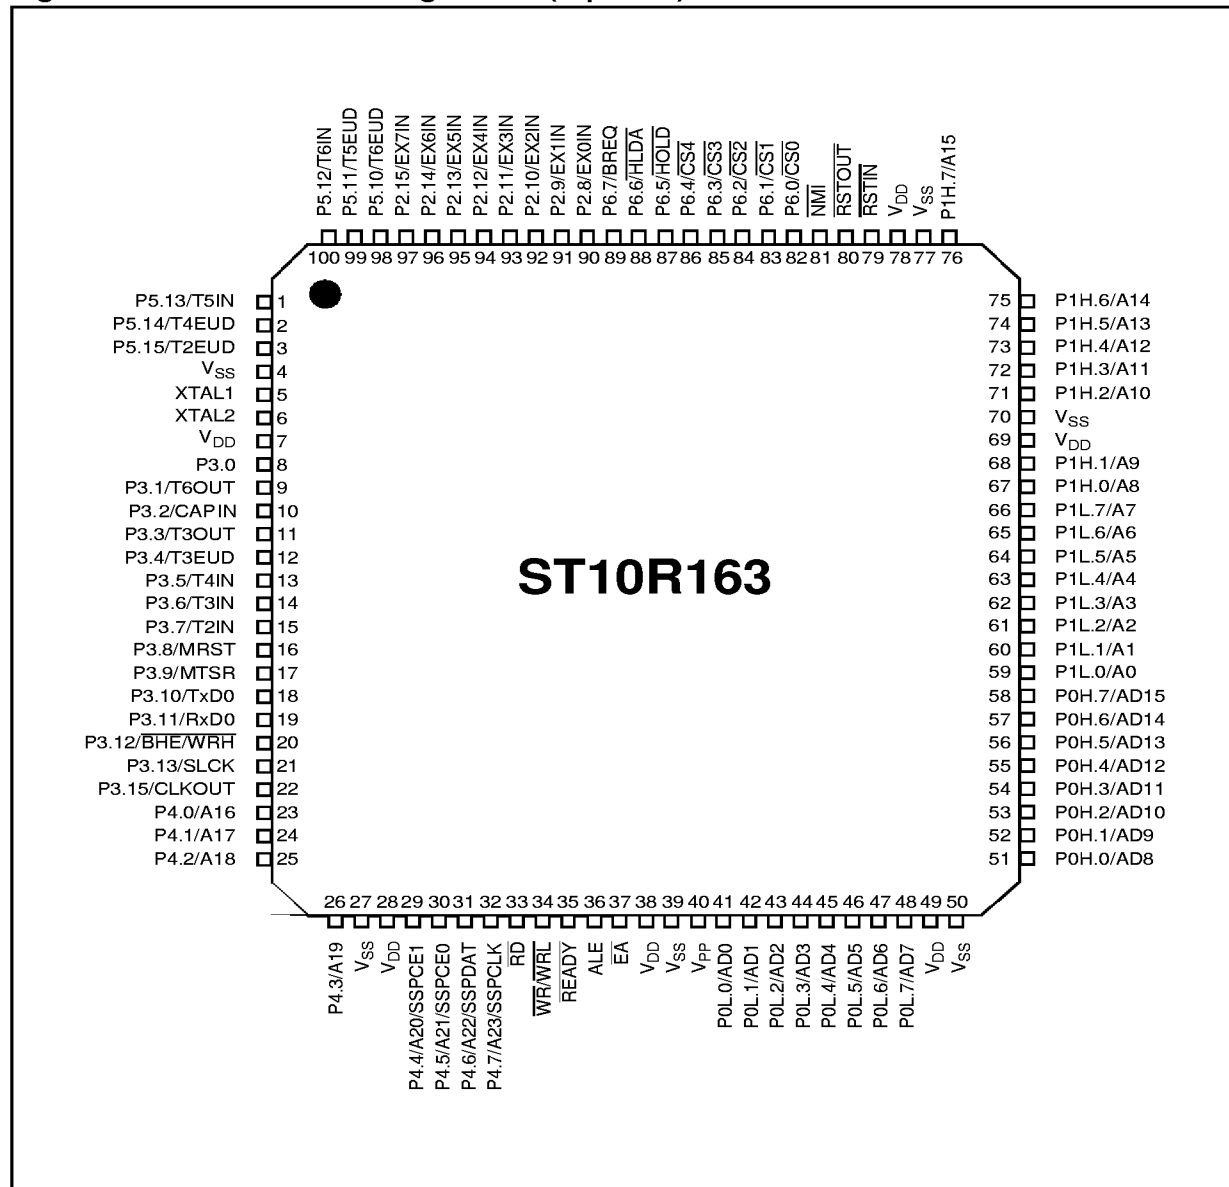 P5.12/T6IN
P5.11/T5EUD
P5.10/T6EUD
P2.15/EX7IN
P2.14/EX6IN
P2.13/EX5IN
P2.12/EX4IN
P2.11/EX3IN
P2.10/EX2IN
P2.9/EX1IN
P2.8/EX0IN
P6.7/BREQ
P6.6/HLDA
P6.5/HOLD
P6.4/CS4
P6.3/CS3
P6.2/CS2
P6.1/CS1
P6.0/CS0
NMI
RSTOUT
RSTIN
VDD
VSS
P1H.7/A15
100 99 98 97 96 95 94 93 92 91 90 89 88 87 86 85 84 83 82 81 80 79 78 77 76
P5.13/T5IN 1
P5.14/T4EUD 2
P5.15/T2EUD 3
VSS 4
XTAL1 5
XTAL2 6
VDD 7
P3.0 8
P3.1/T6OUT 9
P3.2/CAPIN 10
P3.3/T3OUT 11
P3.4/T3EUD 12
P3.5/T4IN 13
P3.6/T3IN 14
P3.7/T2IN 15
P3.8/MRST 16
P3.9/MTSR 17
P3.10/TxD0 18
P3.11/RxD0 19
P3.12/BHE/WRH 20
P3.13/SLCK 21
P3.15/CLKOUT 22
P4.0/A16 23
P4.1/A17 24
P4.2/A18 25
ST10R163
75 P1H.6/A14
74 P1H.5/A13
73 P1H.4/A12
72 P1H.3/A11
71 P1H.2/A10
70 VSS
69 VDD
68 P1H.1/A9
67 P1H.0/A8
66 P1L.7/A7
65 P1L.6/A6
64 P1L.5/A5
63 P1L.4/A4
62 P1L.3/A3
61 P1L.2/A2
60 P1L.1/A1
59 P1L.0/A0
58 P0H.7/AD15
57 P0H.6/AD14
56 P0H.5/AD13
55 P0H.4/AD12
54 P0H.3/AD11
53 P0H.2/AD10
52 P0H.1/AD9
51 P0H.0/AD8
26 27 28 29 30 31 32 33 34 35 36 37 38 39 40 41 42 43 44 45 46 47 48 49 50
P4.3/A19
VSS
VDD
P4.4/A20/SSPCE1
P4.5/A21/SSPCE0
P4.6/A22/SSPDAT
P4.7/A23/SSPCLK
RD
WR/WRL
READY
ALE
EA
VDD
VSS
VPP
P0L.0/AD0
P0L.1/AD1
P0L.2/AD2
P0L.3/AD3
P0L.4/AD4
P0L.5/AD5
P0L.6/AD6
P0L.7/AD7
VDD
VSS